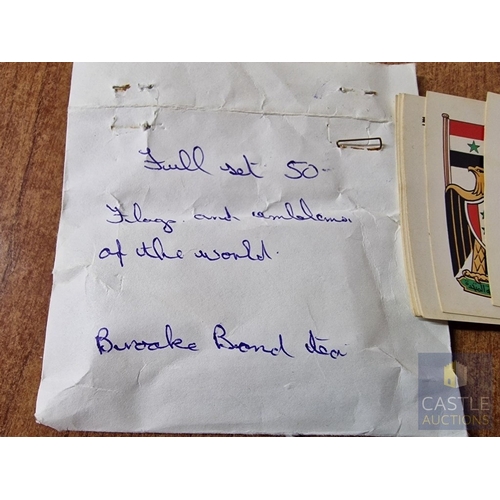 Full set 50-
Flags and emblems
of the world.
Brooke Bond tea
CASTLE
AUCTIONS